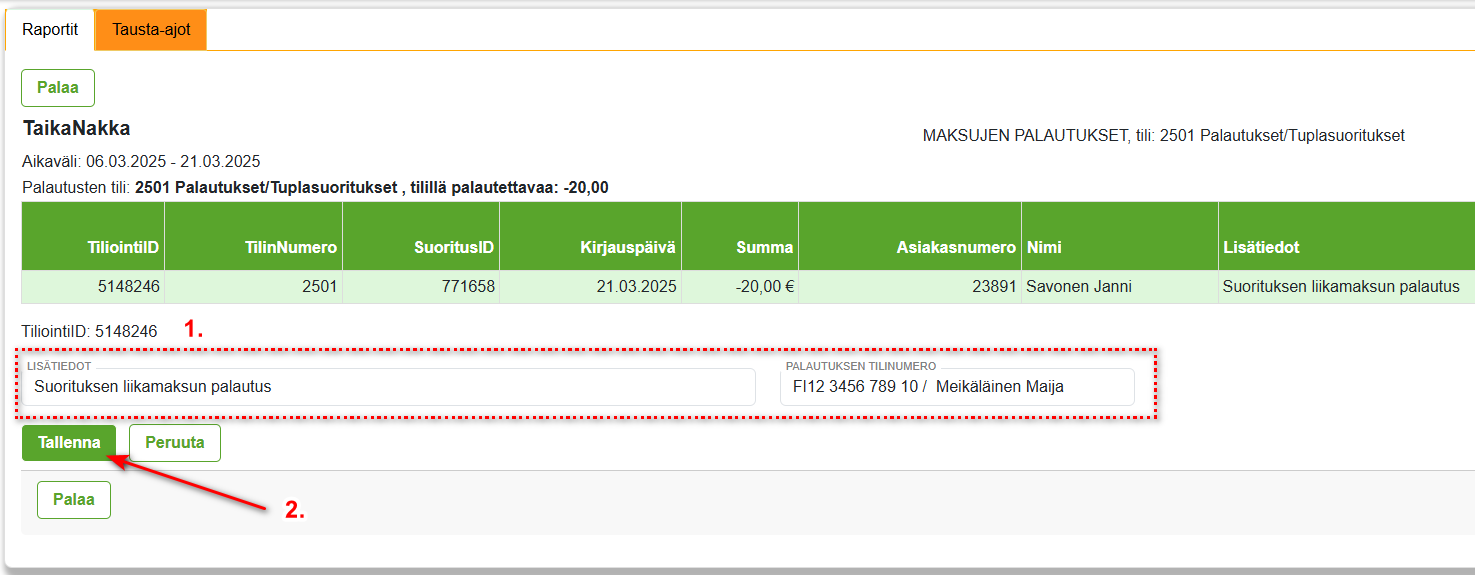 Raportit Tausta-ajot
Palaa
TaikaNakka
MAKSUJEN PALAUTUKSET, tili: 2501 Palautukset/Tuplasuoritukset
Aikaväli: 06.03.2025 - 21.03.2025
Palautusten tili: 2501 Palautukset/Tuplasuoritukset , tilillä palautettavaa: -20,00
TiliointiID TilinNumero SuoritusID Kirjauspäivä Summa Asiakasnumero Nimi Lisätiedot
5148246 2501 771658 21.03.2025 -20,00 € 23891 Savonen Janni Suorituksen liikamaksun palautus
TiliointiID: 5148246 1.
LISÄTIEDOT PALAUTUKSEN TILINUMERO
Suorituksen liikamaksun palautus FI12 3456 789 10 / Meikäläinen Maija
Tallenna Peruuta
Palaa
2.